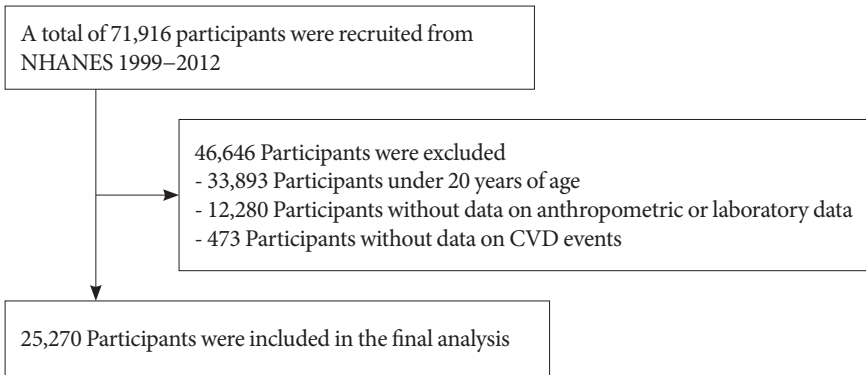 A total of 71,916 participants were recruited from
NHANES 1999−2012
46,646 Participants were excluded
- 33,893 Participants under 20 years of age
- 12,280 Participants without data on anthropometric or laboratory data
- 473 Participants without data on CVD events
25,270 Participants were included in the final analysis